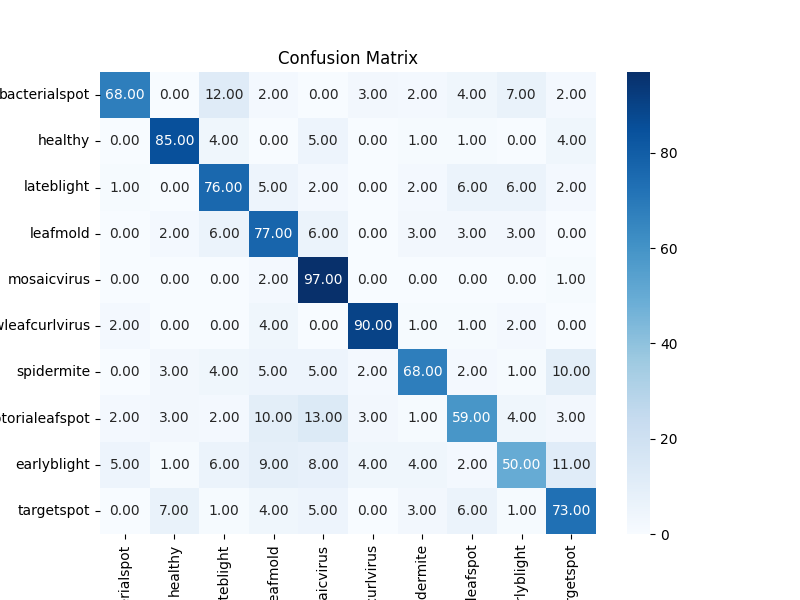 Confusion Matrix
bacterialspot 68.00 0.00 12.00 2.00 0.00 3.00 2.00 4.00 7.00 2.00
healthy 0.00 85.00 4.00 0.00 5.00 0.00 1.00 1.00 0.00 4.00
lateblight 1.00 0.00 76.00 5.00 2.00 0.00 2.00 6.00 6.00 2.00
leafmold 0.00 2.00 6.00 77.00 6.00 0.00 3.00 3.00 3.00 0.00
mosaicvirus 0.00 0.00 0.00 2.00 97.00 0.00 0.00 0.00 0.00 1.00
wleafcurlvirus 2.00 0.00 0.00 4.00 0.00 90.00 1.00 1.00 2.00 0.00
spidermite 0.00 3.00 4.00 5.00 5.00 2.00 68.00 2.00 1.00 10.00
torialeafspot 2.00 3.00 2.00 10.00 13.00 3.00 1.00 59.00 4.00 3.00
earlyblight 5.00 1.00 6.00 9.00 8.00 4.00 4.00 2.00 50.00 11.00
targetspot 0.00 7.00 1.00 4.00 5.00 0.00 3.00 6.00 1.00 73.00
rialspot healthy teblight eafmold aicvirus curlvirus dermite leafspot rlyblight rgetspot
80
60
40
20
0